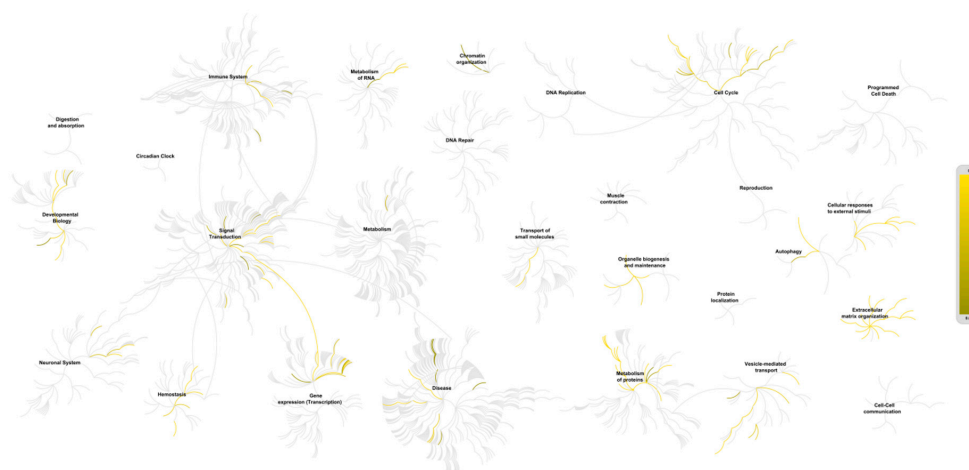 Immune System
Metabolism
of RNA
Chromatin
organization
DNA Replication
Cell Cycle
Programmed
Cell Death
Digestion
and absorption
DNA Repair
Circadian Clock
Reproduction
Muscle
contraction
Developmental
Biology
Signal
Transduction
Metabolism
Transport of
small molecules
Cellular responses
to external stimuli
Autophagy
Organelle biogenesis
and maintenance
Protein
localization
Extracellular
matrix organization
Neuronal System
Hemostasis
Gene
expression (Transcription)
Disease
Metabolism
of proteins
Vesicle-mediated
transport
Cell-Cell
communication